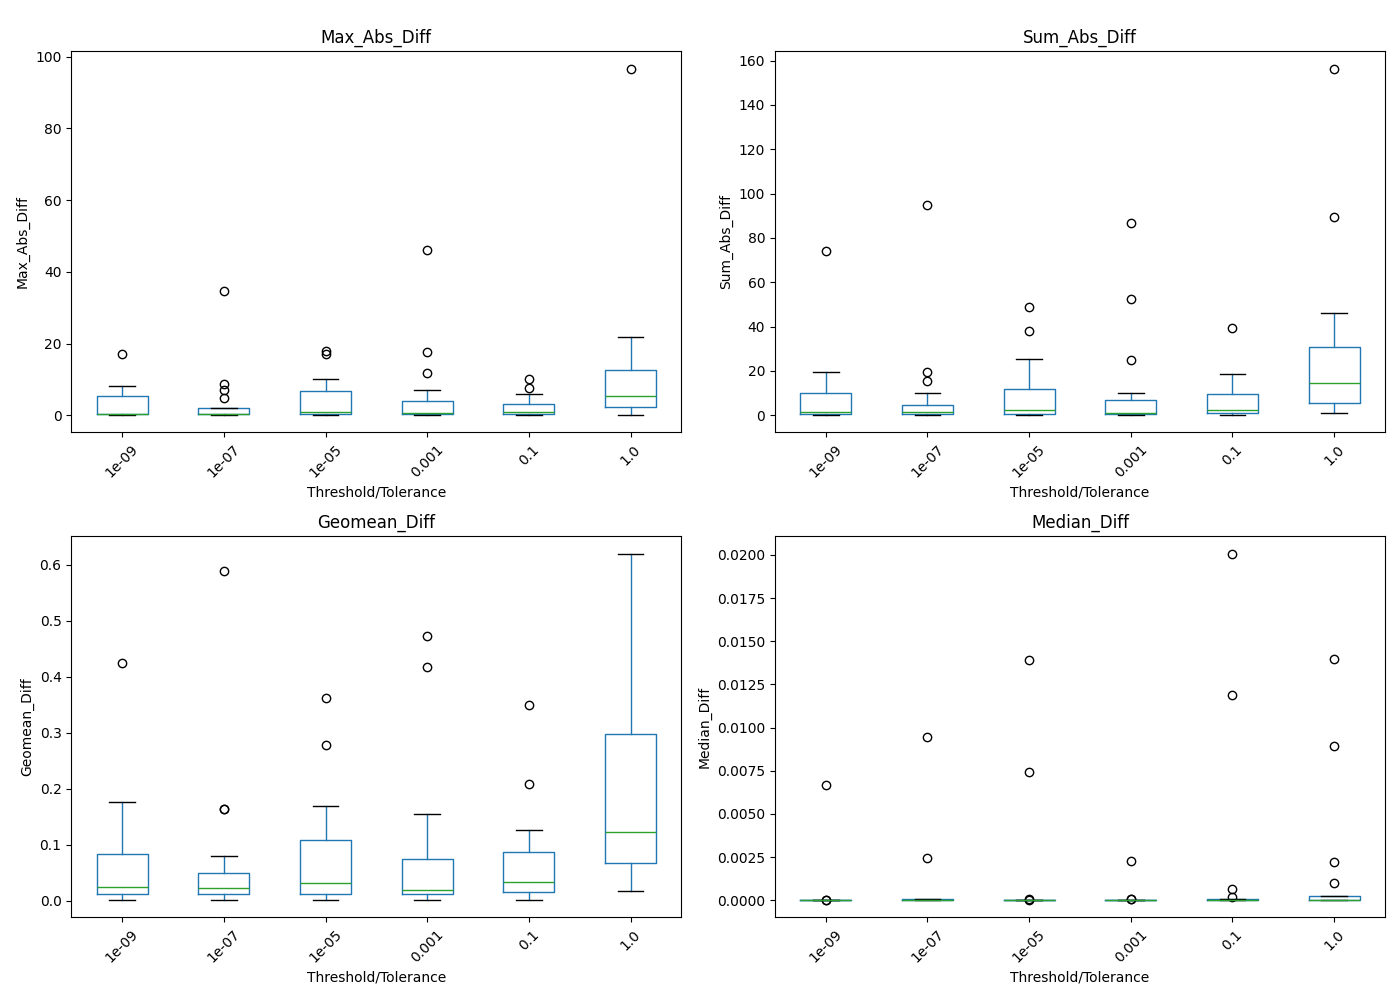 Max_Abs_Diff
Max_Abs_Diff
100
80
60
40
20
0
1e-09
1e-07
1e-05
0.001
0.1
1.0
Threshold/Tolerance
Sum_Abs_Diff
Sum_Abs_Diff
160
140
120
100
80
60
40
20
0
1e-09
1e-07
1e-05
0.001
0.1
1.0
Threshold/Tolerance
Geomean_Diff
Geomean_Diff
0.6
0.5
0.4
0.3
0.2
0.1
0.0
1e-09
1e-07
1e-05
0.001
0.1
1.0
Threshold/Tolerance
Median_Diff
Median_Diff
0.0200
0.0175
0.0150
0.0125
0.0100
0.0075
0.0050
0.0025
0.0000
1e-09
1e-07
1e-05
0.001
0.1
1.0
Threshold/Tolerance